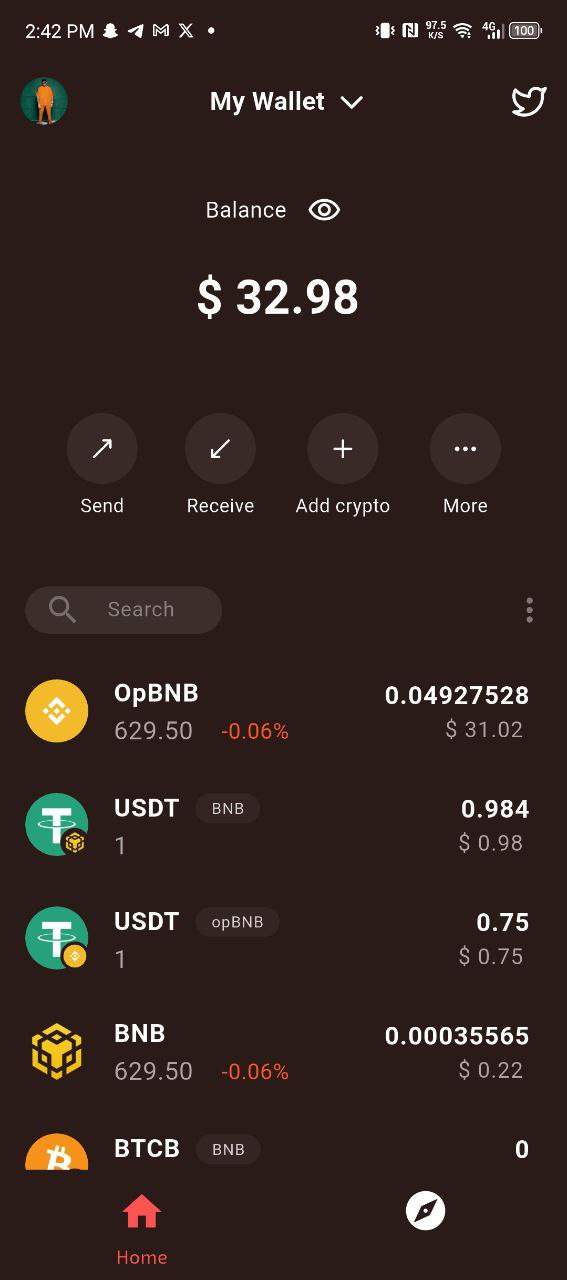 2:42 PM 97.5 K/S 4G 100
My Wallet
Balance
$ 32.98
Send Receive Add crypto More
Search
OpBNB 0.04927528
629.50 -0.06% $ 31.02
USDT BNB 0.984
1 $ 0.98
USDT opBNB 0.75
1 $ 0.75
BNB 0.00035565
629.50 -0.06% $ 0.22
BTCB BNB 0
Home